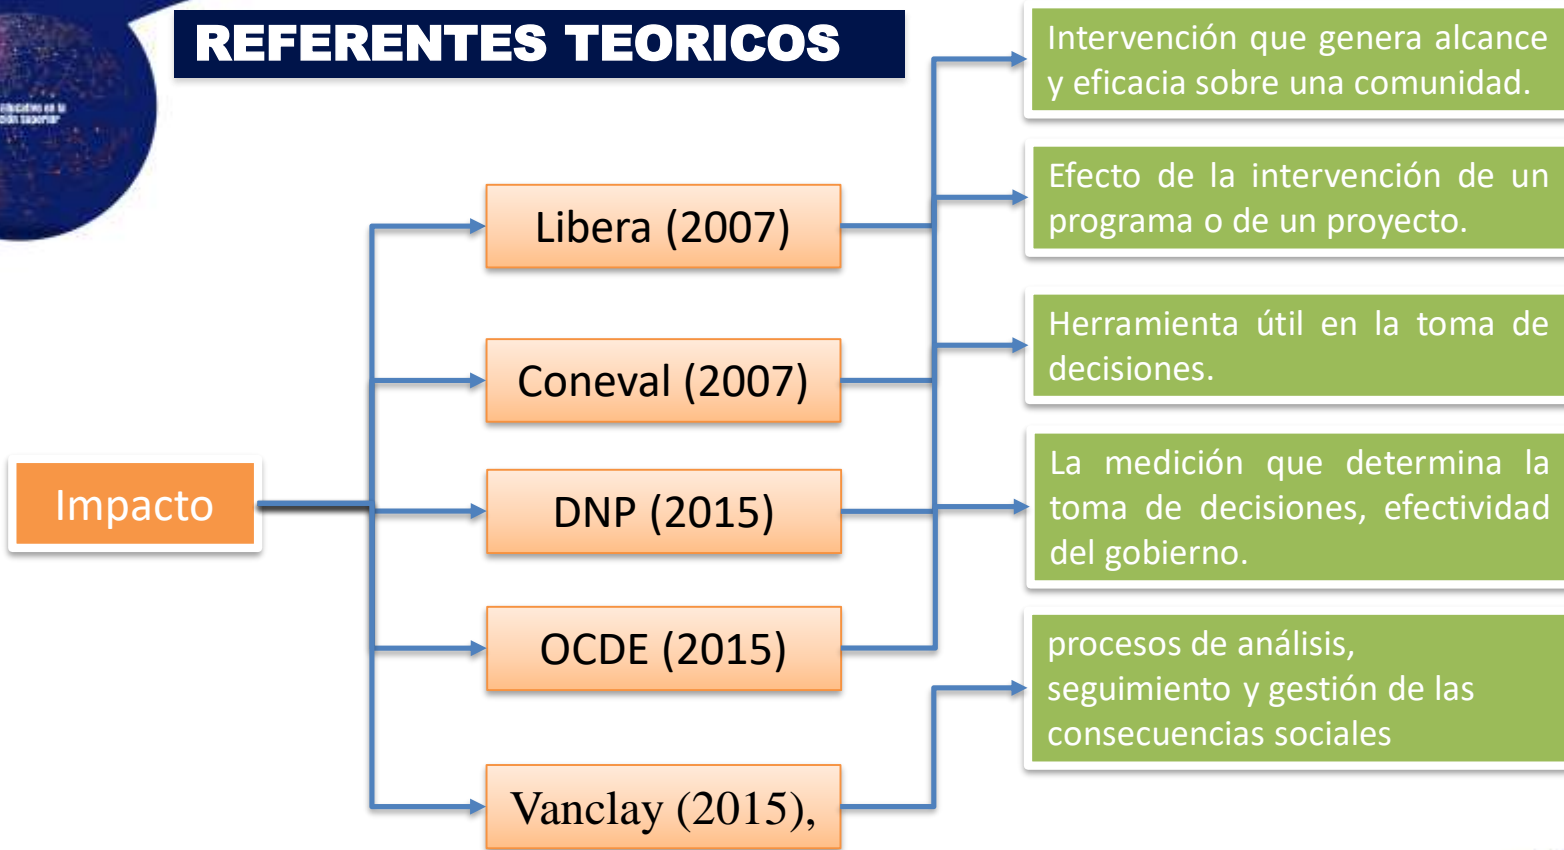 REFERENTES TEORICOS
Impacto
Libera (2007)
Coneval (2007)
DNP (2015)
OCDE (2015)
Vanclay (2015),
Intervención que genera alcance
y eficacia sobre una comunidad.
Efecto de la intervención de un
programa o de un proyecto.
Herramienta útil en la toma de
decisiones.
La medición que determina la
toma de decisiones, efectividad
del gobierno.
procesos de análisis,
seguimiento y gestión de las
consecuencias sociales